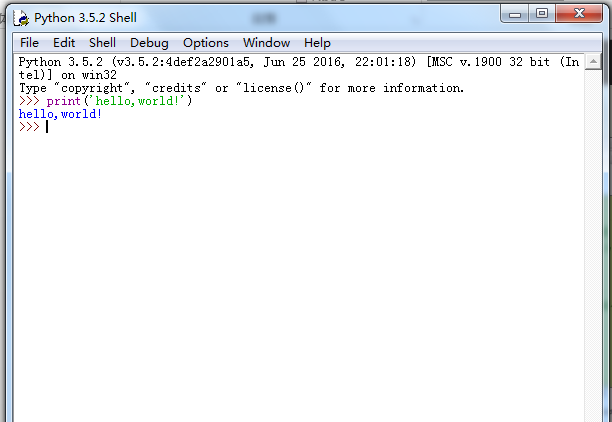 Python 3.5.2 Shell
File Edit Shell Debug Options Window Help
Python 3.5.2 (v3.5.2:4def2a2901a5, Jun 25 2016, 22:01:18) [MSC v.1900 32 bit (In
tel)] on win32
Type "copyright", "credits" or "license()" for more information.
>>> print('hello,world!')
hello,world!
>>>